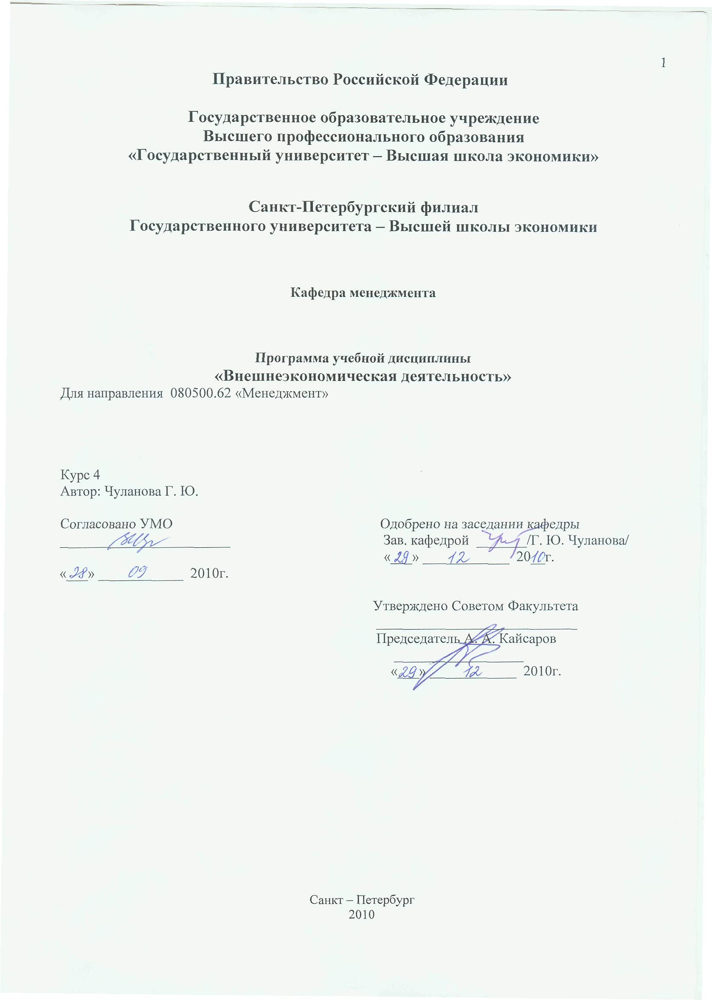 1
Правительство Российской Федерации
Государственное образовательное учреждение
Высшего профессионального образования
«Государственный университет – Высшая школа экономики»
Санкт-Петербургский филиал
Государственного университета – Высшей школы экономики
Кафедра менеджмента
Программа учебной дисциплины
«Внешнеэкономическая деятельность»
Для направления 080500.62 «Менеджмент»
Курс 4
Автор: Чуланова Г. Ю.
Согласовано УМО
«28» 09 2010г.
Одобрено на заседании кафедры
Зав. кафедрой /Г. Ю. Чуланова/
«29» 12 2010г.
Утверждено Советом Факультета
Председатель А. А. Кайсаров
«29» 12 2010г.
Санкт – Петербург
2010